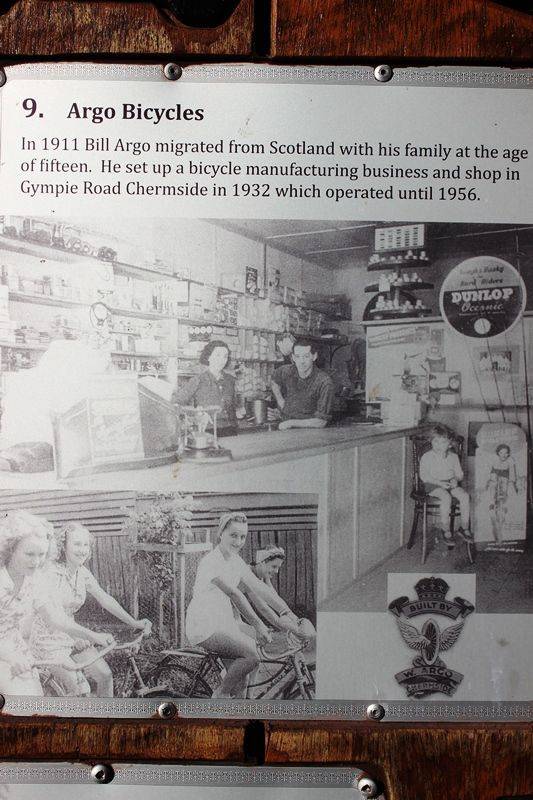 9. Argo Bicycles
In 1911 Bill Argo migrated from Scotland with his family at the age
of fifteen. He set up a bicycle manufacturing business and shop in
Gympie Road Chermside in 1932 which operated until 1956.
DUNLOP
Oceanic
BUILT BY
W. ARGO